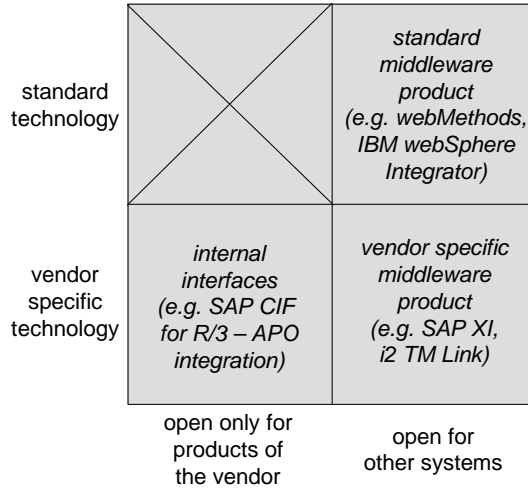 standard
technology
standard
middleware
product
(e.g. webMethods,
IBM webSphere
Integrator)
vendor
specific
technology
internal
interfaces
(e.g. SAP CIF
for R/3 – APO
integration)
vendor specific
middleware
product
(e.g. SAP XI,
i2 TM Link)
open only for
products of
the vendor
open for
other systems